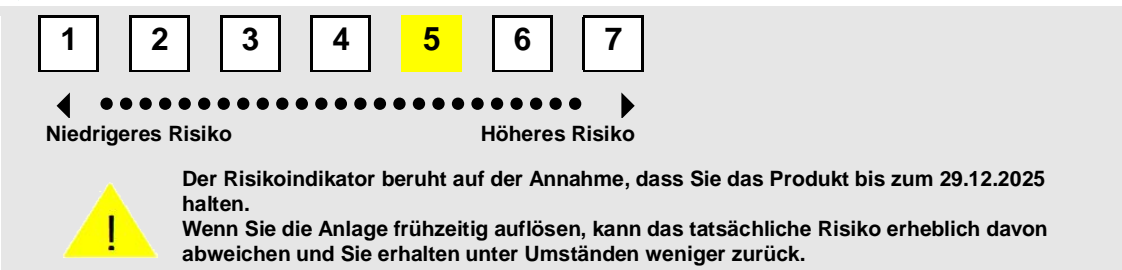 1 2 3 4 5 6 7
Niedrigeres Risiko Höheres Risiko
Der Risikoindikator beruht auf der Annahme, dass Sie das Produkt bis zum 29.12.2025
halten.
Wenn Sie die Anlage frühzeitig auflösen, kann das tatsächliche Risiko erheblich davon
abweichen und Sie erhalten unter Umständen weniger zurück.
!